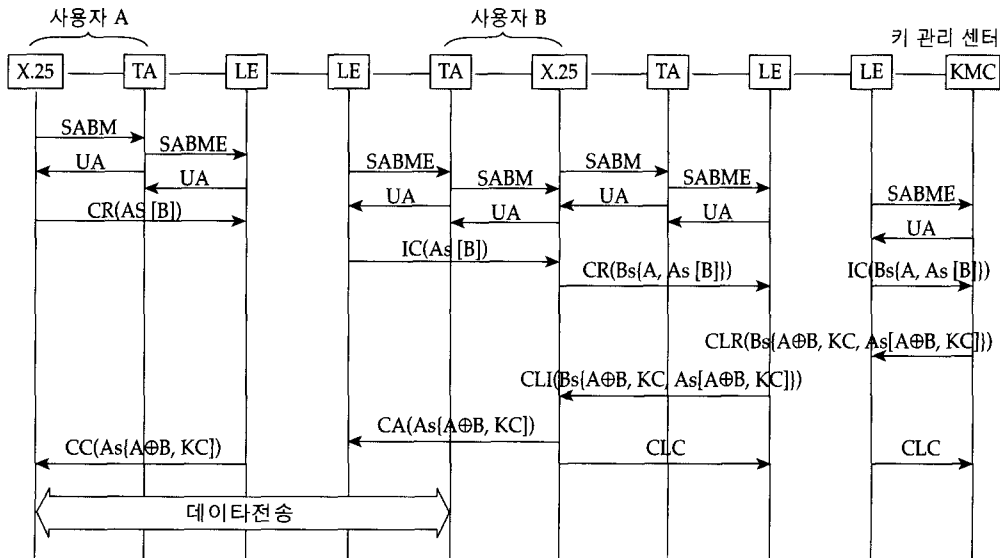 사용자 A
사용자 B
키 관리 센터
X.25 TA LE LE TA X.25 TA LE LE KMC
SABM
SABME
UA
UA
SABME
SABM
SABM
SABME
UA
UA
UA
UA
SABME
UA
CR(AS [B])
IC(As [B])
CR(Bs{A, As [B]})
IC(Bs{A, As [B]})
CLR(Bs{A⊕B, KC, As[A⊕B, KC]})
CLI(Bs{A⊕B, KC, As[A⊕B, KC]})
CA(As{A⊕B, KC])
CC(As{A⊕B, KC])
CLC
CLC
데이타전송